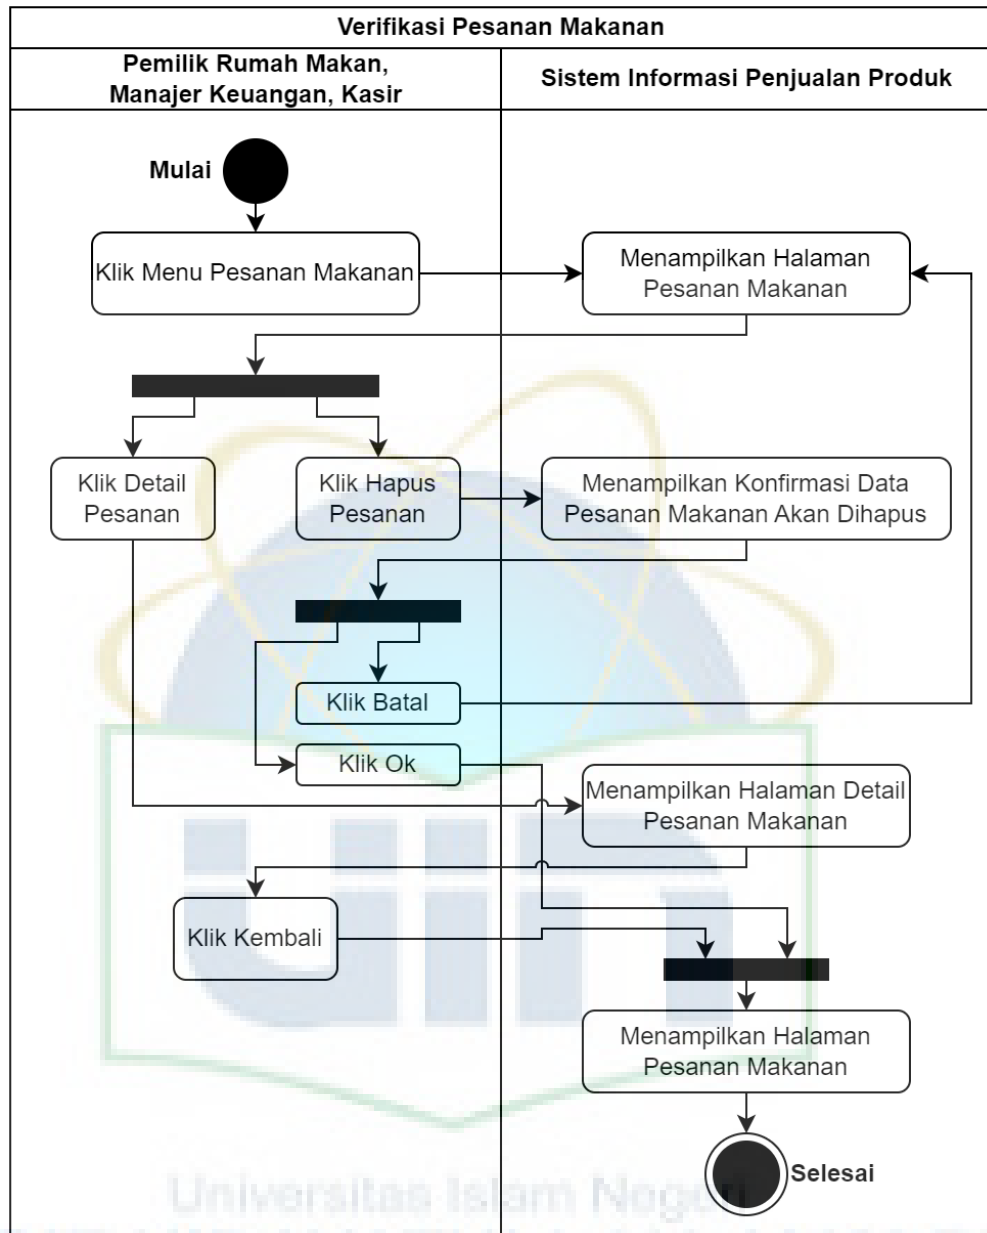 Verifikasi Pesanan Makanan
Pemilik Rumah Makan,
Manajer Keuangan, Kasir
Sistem Informasi Penjualan Produk
Mulai
Klik Menu Pesanan Makanan
Menampilkan Halaman
Pesanan Makanan
Klik Detail
Pesanan
Klik Hapus
Pesanan
Menampilkan Konfirmasi Data
Pesanan Makanan Akan Dihapus
Klik Batal
Klik Ok
Menampilkan Halaman Detail
Pesanan Makanan
Klik Kembali
uin
Menampilkan Halaman
Pesanan Makanan
Selesai
Universitas Islam Negeri